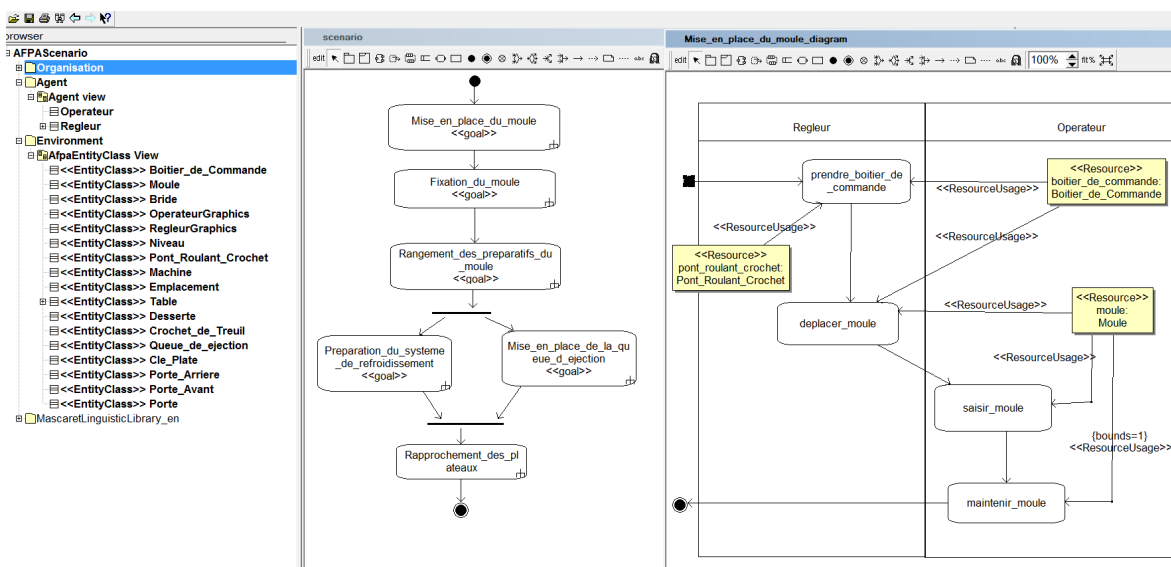 browser
AFPAScenario
Organisation
Agent
Agent view
Operateur
Regleur
Environment
AfpaEntityClass View
<<EntityClass>> Boitier_de_Commande
<<EntityClass>> Moule
<<EntityClass>> Bride
<<EntityClass>> OperateurGraphics
<<EntityClass>> RegleurGraphics
<<EntityClass>> Niveau
<<EntityClass>> Pont_Roulant_Crochet
<<EntityClass>> Machine
<<EntityClass>> Emplacement
<<EntityClass>> Table
<<EntityClass>> Desserte
<<EntityClass>> Crochet_de_Treuil
<<EntityClass>> Queue_de_ejection
<<EntityClass>> Cle_Plate
<<EntityClass>> Porte_Arriere
<<EntityClass>> Porte_Avant
<<EntityClass>> Porte
MascaretLinguisticLibrary_en
scenario
edit
abc
Mise_en_place_du_moule
<<goal>>
Fixation_du_moule
<<goal>>
Rangement_des_preparatifs_du
_moule
<<goal>>
Preparation_du_systeme
_de_refroidissement
<<goal>>
Mise_en_place_de_la_qu
eue_d_ejection
<<goal>>
Rapprochement_des_pl
ateaux
Mise_en_place_du_moule_diagram
edit
abc
100%
fit%
Regleur
Operateur
prendre_boitier_de
_commande
<<ResourceUsage>>
<<Resource>>
boitier_de_commande:
Boitier_de_Commande
<<ResourceUsage>>
<<ResourceUsage>>
<<Resource>>
pont_roulant_crochet:
Pont_Roulant_Crochet
deplacer_moule
<<ResourceUsage>>
<<Resource>>
moule:
Moule
<<ResourceUsage>>
saisir_moule
{bounds=1}
<<ResourceUsage>>
maintenir_moule